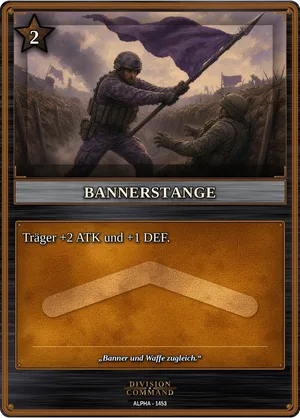 2
BANNERSTANGE
Träger +2 ATK und +1 DEF.
„Banner und Waffe zugleich.“
DIVISION
COMMAND
ALPHA - 1453